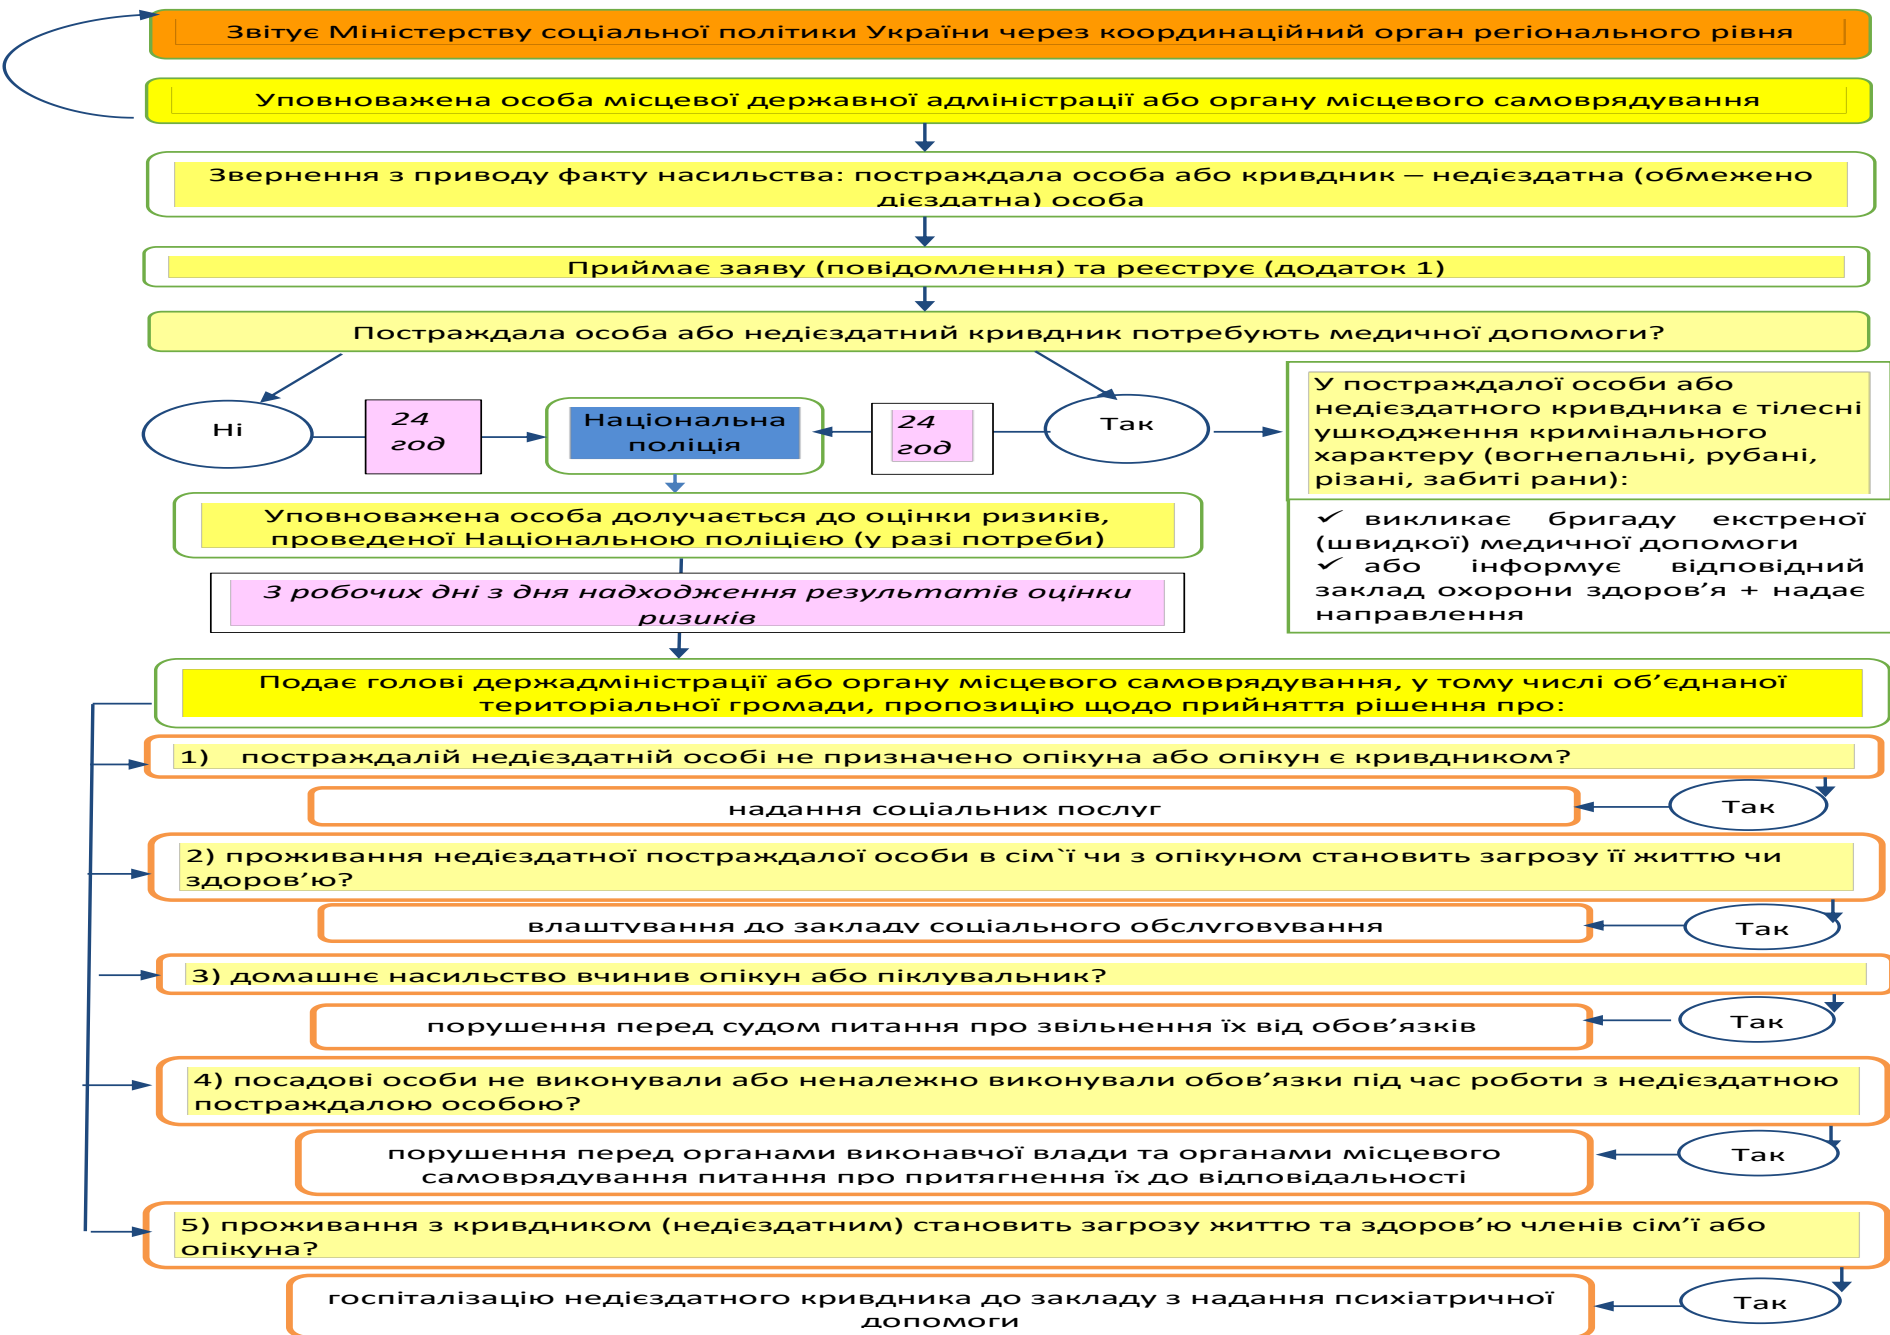 Звітує Міністерству соціальної політики України через координаційний орган регіонального рівня
Уповноважена особа місцевої державної адміністрації або органу місцевого самоврядування
Звернення з приводу факту насильства: постраждала особа або кривдник – недієздатна (обмежено
дієздатна) особа
Приймає заяву (повідомлення) та реєструє (додаток 1)
Постраждала особа або недієздатний кривдник потребують медичної допомоги?
Ні
24
год
Національна
поліція
24
год
Так
У постраждалої особи або
недієздатного кривдника є тілесні
ушкодження кримінального
характеру (вогнепальні, рубані,
різані, забиті рани):
✓ викликає бригаду екстреної
(швидкої) медичної допомоги
✓ або інформує відповідний
заклад охорони здоров’я + надає
направлення
Уповноважена особа долучається до оцінки ризиків,
проведеної Національною поліцією (у разі потреби)
3 робочих дні з дня надходження результатів оцінки
ризиків
Подає голові держадміністрації або органу місцевого самоврядування, у тому числі об’єднаної
територіальної громади, пропозицію щодо прийняття рішення про:
1) постраждалій недієздатній особі не призначено опікуна або опікун є кривдником?
надання соціальних послуг
Так
2) проживання недієздатної постраждалої особи в сім`ї чи з опікуном становить загрозу її життю чи
здоров’ю?
влаштування до закладу соціального обслуговування
Так
3) домашнє насильство вчинив опікун або піклувальник?
порушення перед судом питання про звільнення їх від обов’язків
Так
4) посадові особи не виконували або неналежно виконували обов’язки під час роботи з недієздатною
постраждалою особою?
порушення перед органами виконавчої влади та органами місцевого
самоврядування питання про притягнення їх до відповідальності
Так
5) проживання з кривдником (недієздатним) становить загрозу життю та здоров’ю членів сім’ї або
опікуна?
госпіталізацію недієздатного кривдника до закладу з надання психіатричної
допомоги
Так